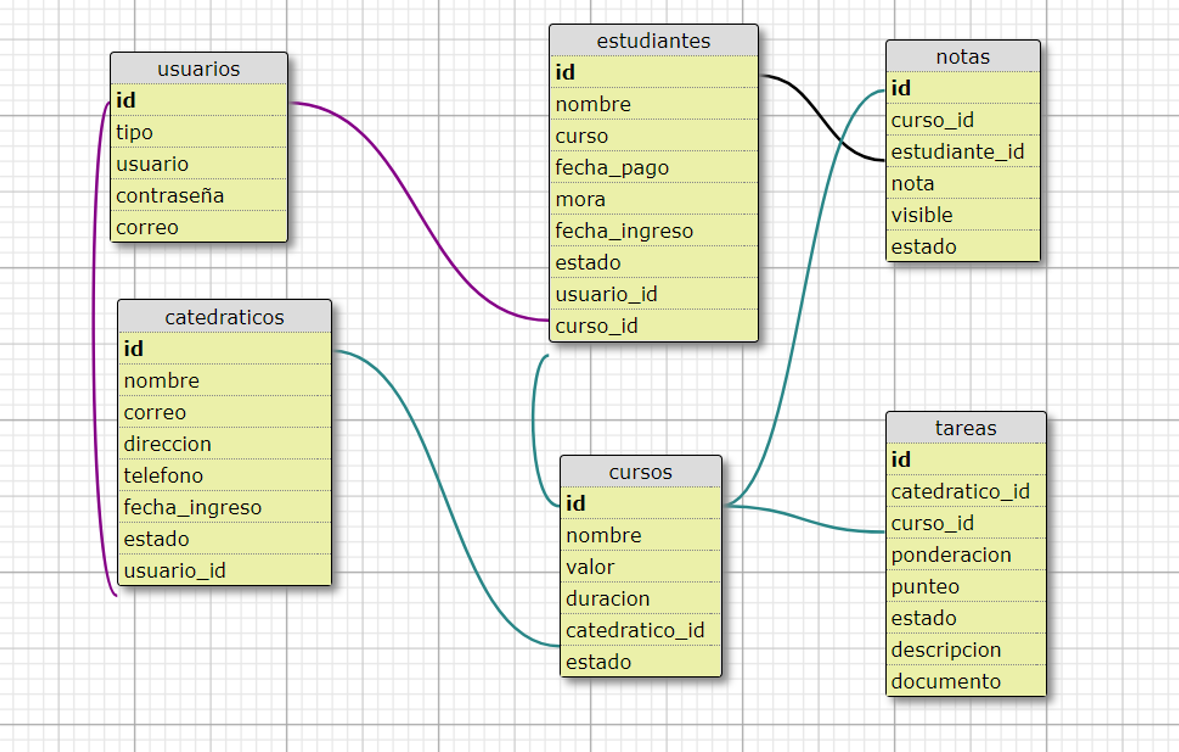 usuarios
id
tipo
usuario
contraseña
correo
catedraticos
id
nombre
correo
direccion
telefono
fecha_ingreso
estado
usuario_id
estudiantes
id
nombre
curso
fecha_pago
mora
fecha_ingreso
estado
usuario_id
curso_id
cursos
id
nombre
valor
duracion
catedratico_id
estado
notas
id
curso_id
estudiante_id
nota
visible
estado
tareas
id
catedratico_id
curso_id
ponderacion
punteo
estado
descripcion
documento